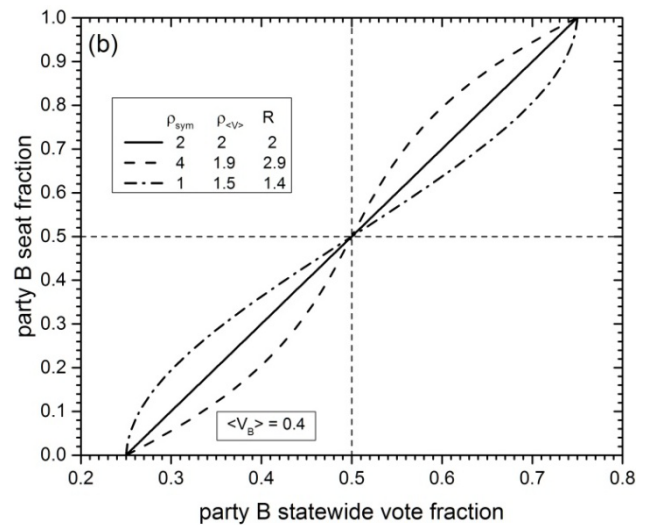 (b)
ρsym ρ<V> R
2 2 2
4 1.9 2.9
1 1.5 1.4
<VB> = 0.4
1.0
0.9
0.8
0.7
0.6
0.5
0.4
0.3
0.2
0.1
0.0
party B seat fraction
0.2 0.3 0.4 0.5 0.6 0.7 0.8
party B statewide vote fraction